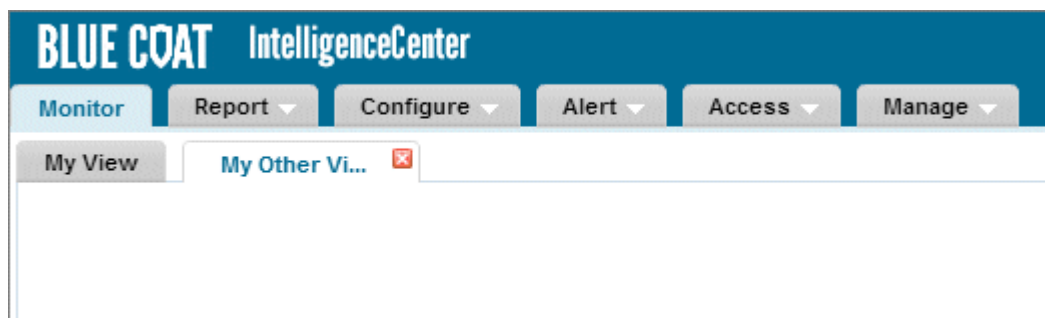 BLUE COAT IntelligenceCenter
Monitor Report Configure Alert Access Manage
My View My Other Vi...